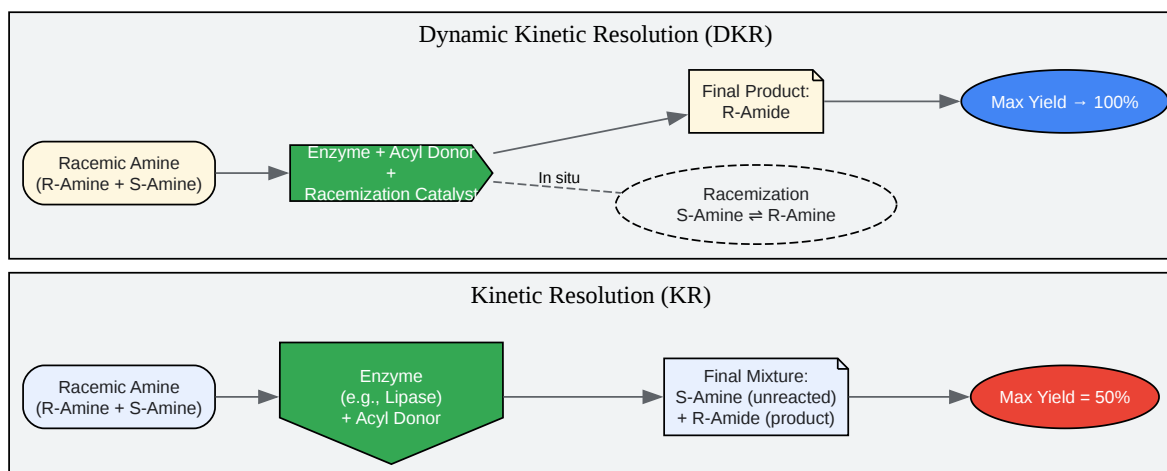 Dynamic Kinetic Resolution (DKR)
Racemic Amine
(R-Amine + S-Amine)
Enzyme + Acyl Donor
+
Racemization Catalyst
In situ
Final Product:
R-Amide
Max Yield → 100%
Racemization
S-Amine ⇌ R-Amine
Kinetic Resolution (KR)
Racemic Amine
(R-Amine + S-Amine)
Enzyme
(e.g., Lipase)
+ Acyl Donor
Final Mixture:
S-Amine (unreacted)
+ R-Amide (product)
Max Yield = 50%